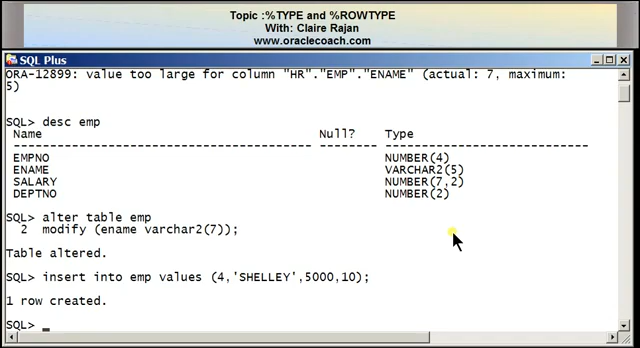 Topic :%TYPE and %ROWTYPE
With: Claire Rajan
www.oraclecoach.com
SQL Plus
ORA-12899: value too large for column "HR"."EMP"."ENAME" (actual: 7, maximum:
5)
SQL> desc emp
Name Null? Type
----------------------------------------- -------- ----------------------------
EMPNO NUMBER(4)
ENAME VARCHAR2(5)
SALARY NUMBER(7,2)
DEPTNO NUMBER(2)
SQL> alter table emp
2 modify (ename varchar2(7));
Table altered.
SQL> insert into emp values (4,'SHELLEY',5000,10);
1 row created.
SQL>